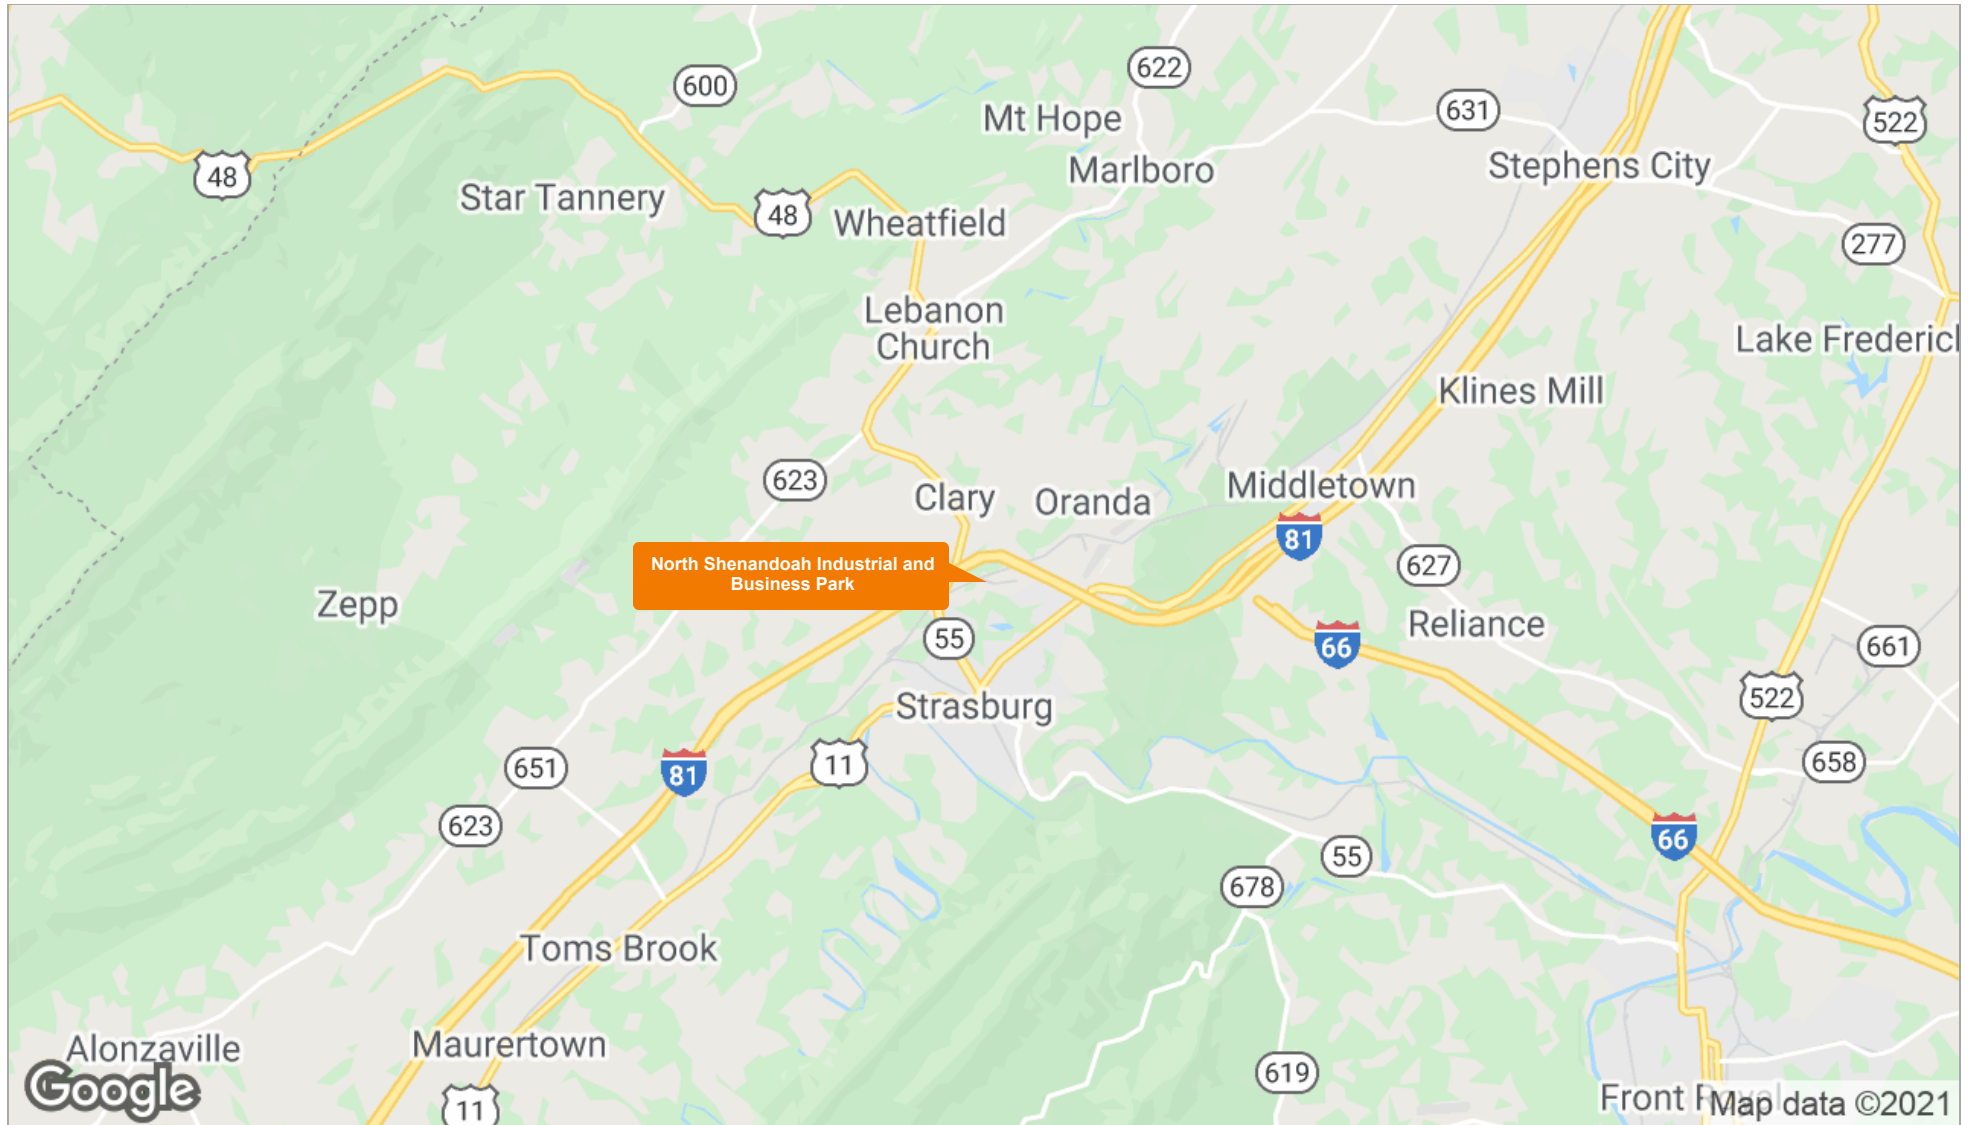 600
622
Mt Hope
631
522
48
Star Tannery
Marlboro
Stephens City
48
Wheatfield
277
Lebanon
Church
Lake Frederick
Klines Mill
623
Clary
Oranda
Middletown
81
North Shenandoah Industrial and
Business Park
627
Zepp
55
66
Reliance
661
Strasburg
522
651
81
11
658
623
66
55
678
Toms Brook
Alonzaville
Maurertown
619
Google
11
Front Royal
Map data ©2021